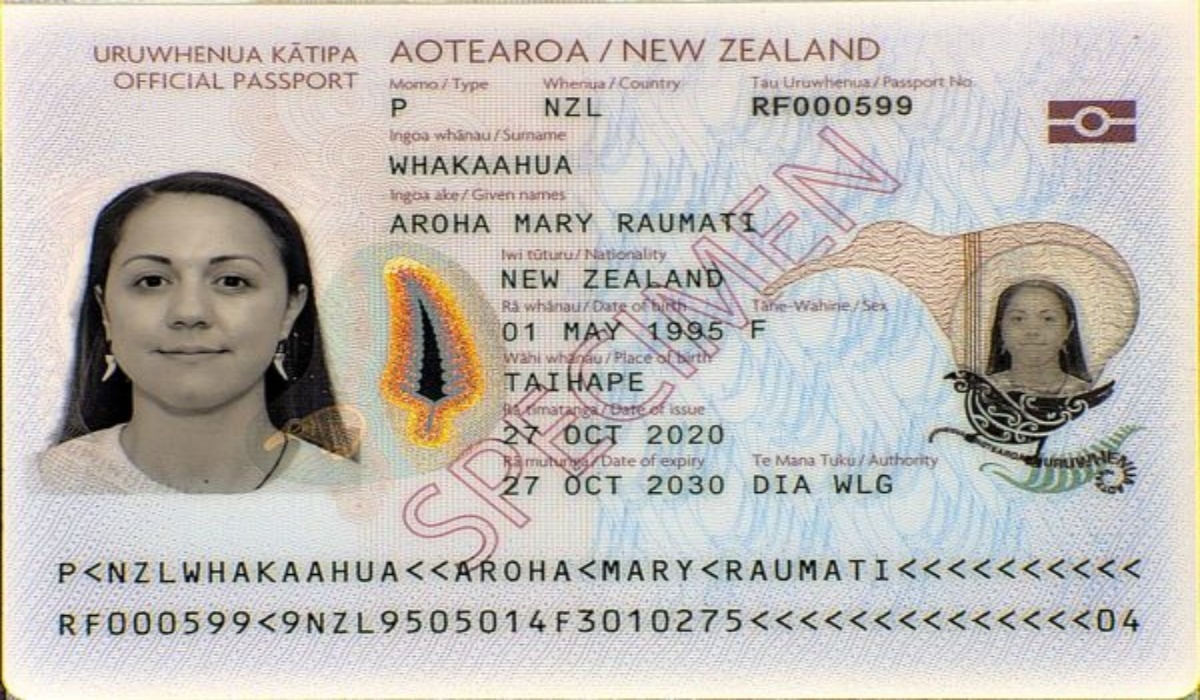 URUWHENUA KĀTIPA
OFFICIAL PASSPORT
AOTEAROA / NEW ZEALAND
Momo / Type Whenua / Country Tau Uruwhenua / Passport No.
P NZL RF000599
Ingoa whānau / Surname
WHAKAAHUA
Ingoa ake / Given names
AROHA MARY RAUMATI
Iwi tūturu / Nationality
NEW ZEALAND
Rā whānau / Date of birth Tāne-Wahine / Sex
01 MAY 1995 F
Wāhi whānau / Place of birth
TAIHAPE
Rā timatanga / Date of issue
27 OCT 2020
Rā mutunga / Date of expiry Te Mana Tuku / Authority
27 OCT 2030 DIA WLG
SPECIMEN
URUWHENUA
P<NZLWHAKAAHUA<<AROHA<MARY<RAUMATI<<<<<<<<<<
RF000599<9NZL9505014F3010275<<<<<<<<<<<<<<04